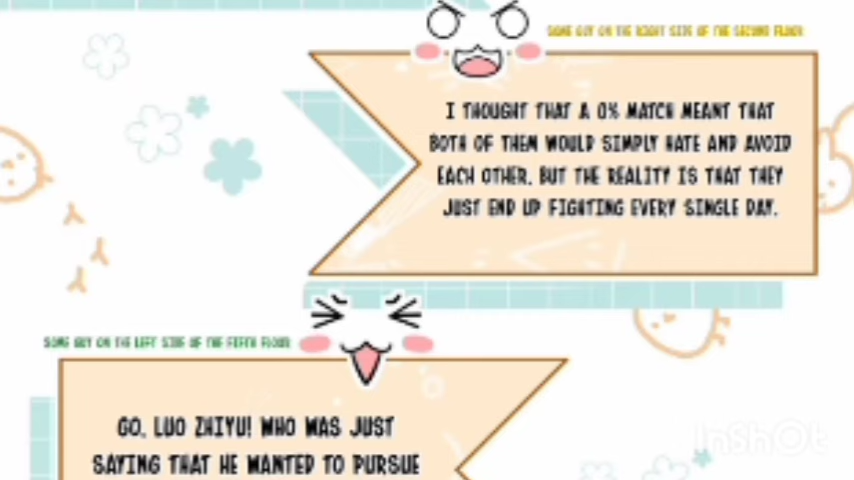 SOME GUY ON THE RIGHT SIDE OF THE SECOND FLOOR
I THOUGHT THAT A 0% MATCH MEANT THAT
BOTH OF THEM WOULD SIMPLY HATE AND AVOID
EACH OTHER, BUT THE REALITY IS THAT THEY
JUST END UP FIGHTING EVERY SINGLE DAY.
SOME GUY ON THE LEFT SIDE OF THE FIFTH FLOOR
GO, LUO ZHIYU! WHO WAS JUST
SAYING THAT HE WANTED TO PURSUE
InShOt